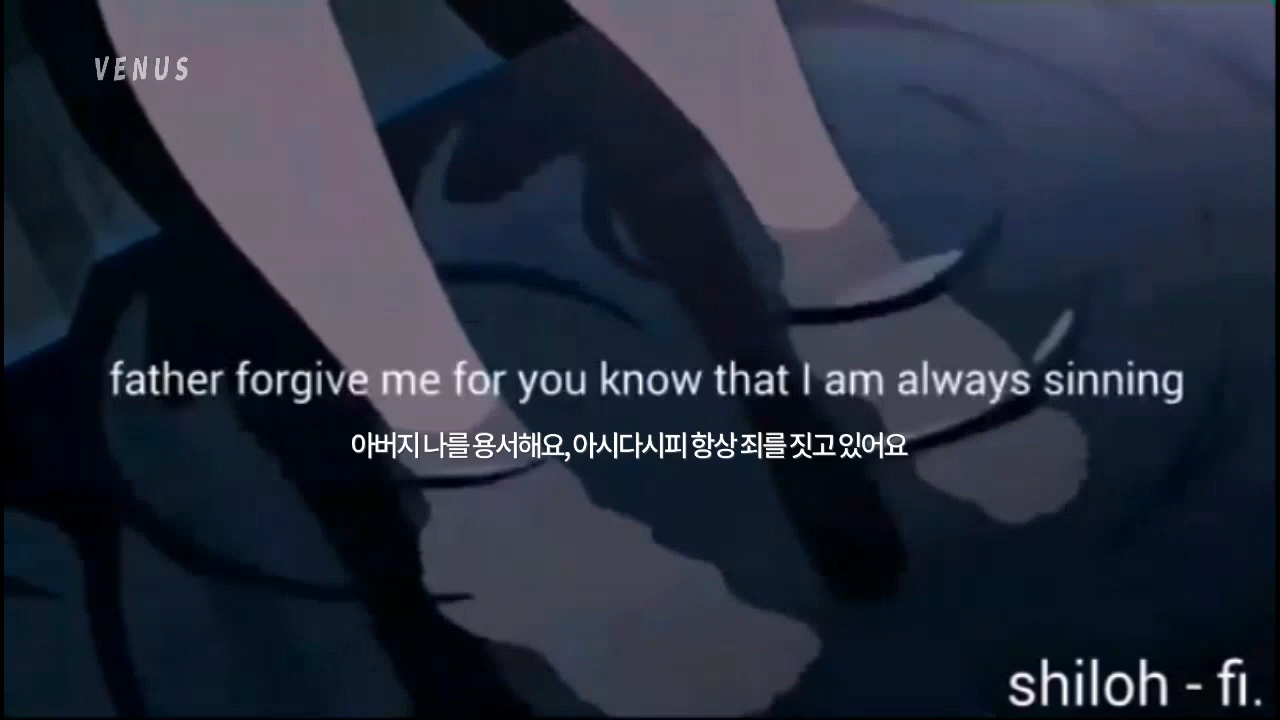 VENUS
father forgive me for you know that I am always sinning
아버지 나를 용서해요, 아시다시피 항상 죄를 짓고 있어요
shiloh - fi.